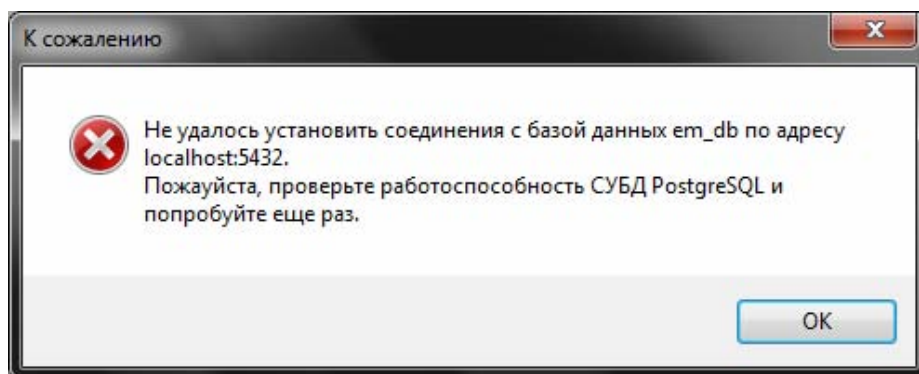 К сожалению
Не удалось установить соединения с базой данных em_db по адресу
localhost:5432.
Пожауйста, проверьте работоспособность СУБД PostgreSQL и
попробуйте еще раз.
OK